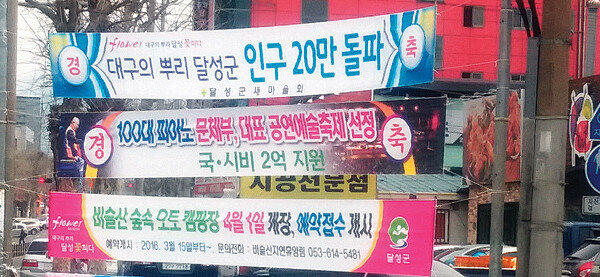 flower 대구의 뿌리 달성 꽃피다
경
대구의 뿌리 달성군 인구 20만 돌파
축
달성군새마을회
경
100대 피아노 문체부, 대표 공연예술축제 선정
축
국·시비 2억 지원
지공전문점
flower
대구의 뿌리
달성 꽃피다
비슬산 숲속 오토 캠핑장 4월 1일 개장, 예약접수 개시
예약개시 : 2016. 3월 15일부터~ 문의전화 : 비슬산자연휴양림 053-614-5481
달성군